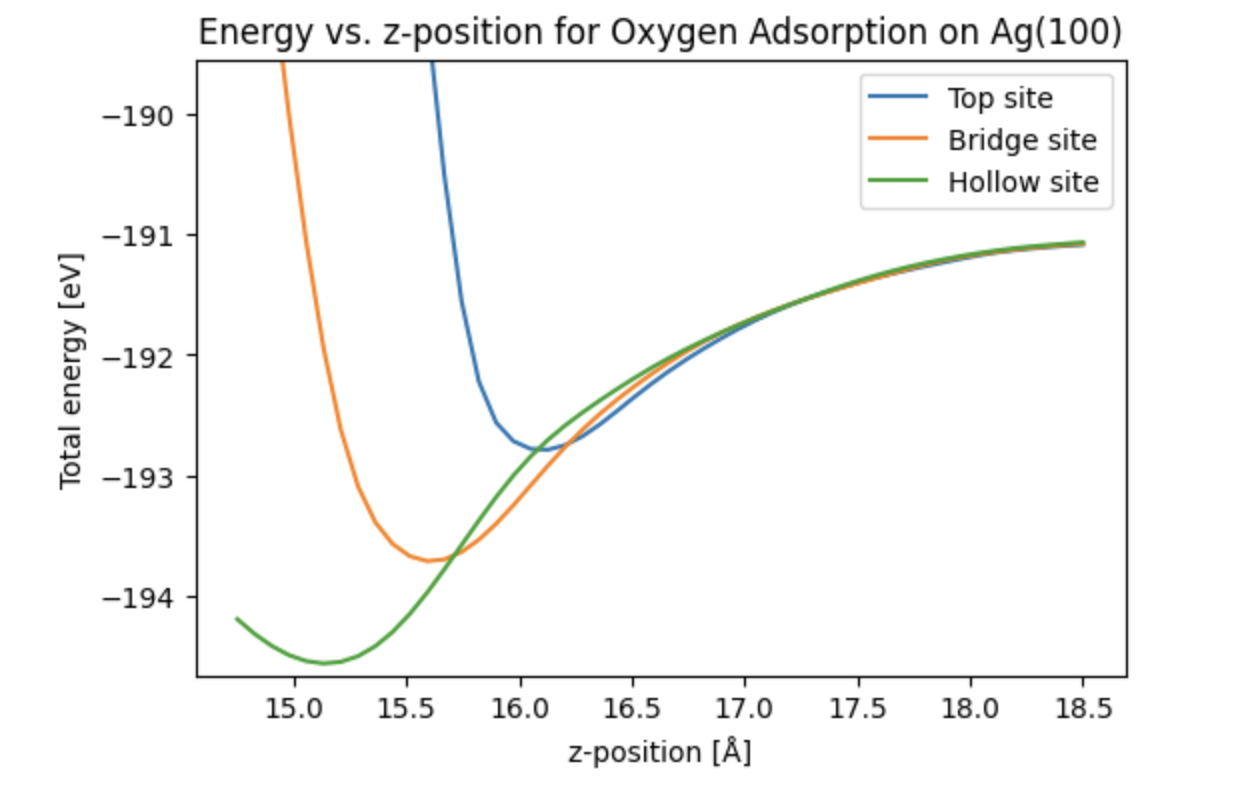 Energy vs. z-position for Oxygen Adsorption on Ag(100)
Top site
Bridge site
Hollow site
−190
−191
−192
−193
−194
Total energy [eV]
15.0 15.5 16.0 16.5 17.0 17.5 18.0 18.5
z-position [Å]